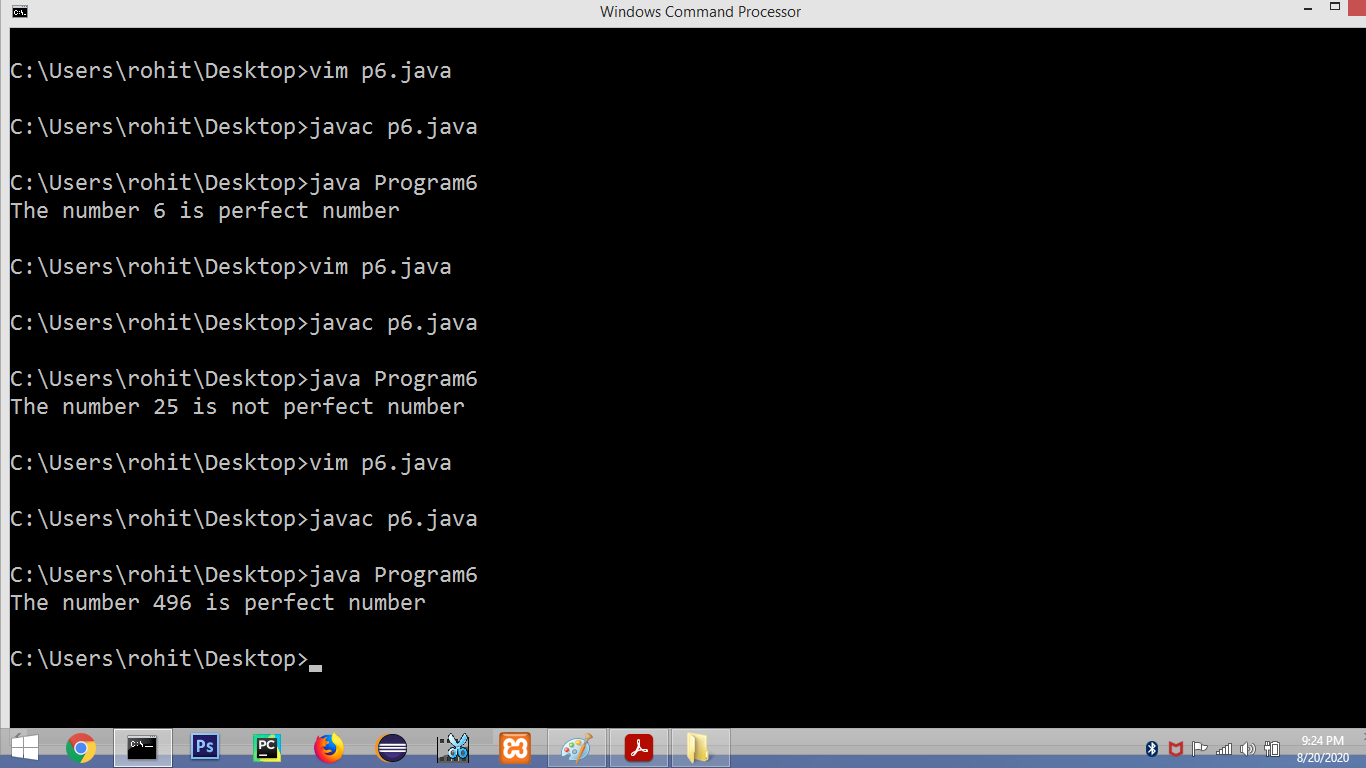 Windows Command Processor
C:\Users\rohit\Desktop>vim p6.java
C:\Users\rohit\Desktop>javac p6.java
C:\Users\rohit\Desktop>java Program6
The number 6 is perfect number
C:\Users\rohit\Desktop>vim p6.java
C:\Users\rohit\Desktop>javac p6.java
C:\Users\rohit\Desktop>java Program6
The number 25 is not perfect number
C:\Users\rohit\Desktop>vim p6.java
C:\Users\rohit\Desktop>javac p6.java
C:\Users\rohit\Desktop>java Program6
The number 496 is perfect number
C:\Users\rohit\Desktop>
Ps
PC
9:24 PM
8/20/2020